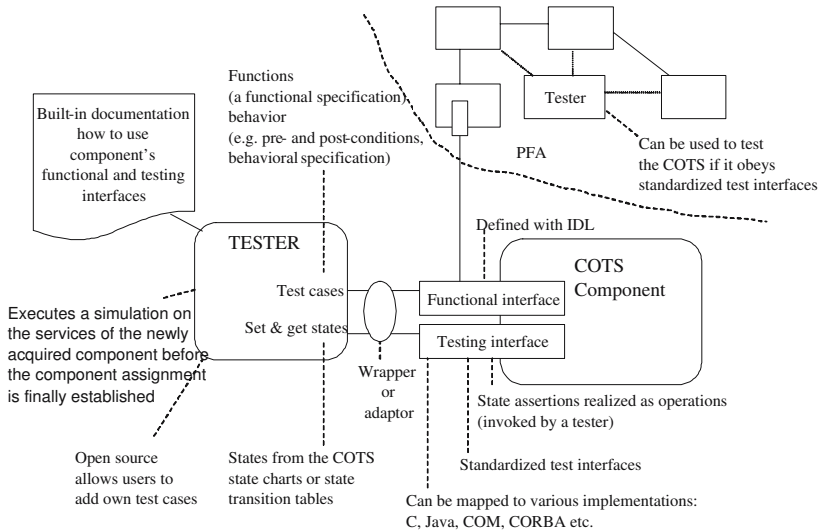 Functions
(a functional specification)
behavior
(e.g. pre- and post-conditions,
behavioral specification)
Built-in documentation
how to use
component's
functional and testing
interfaces
Tester
PFA
Can be used to test
the COTS if it obeys
standardized test interfaces
TESTER
Test cases
Set & get states
Defined with IDL
COTS
Component
Functional interface
Testing interface
Executes a simulation on
the services of the newly
acquired component before
the component assignment
is finally established
Wrapper
or
adaptor
State assertions realized as operations
(invoked by a tester)
Open source
allows users to
add own test cases
States from the COTS
state charts or state
transition tables
Standardized test interfaces
Can be mapped to various implementations:
C, Java, COM, CORBA etc.